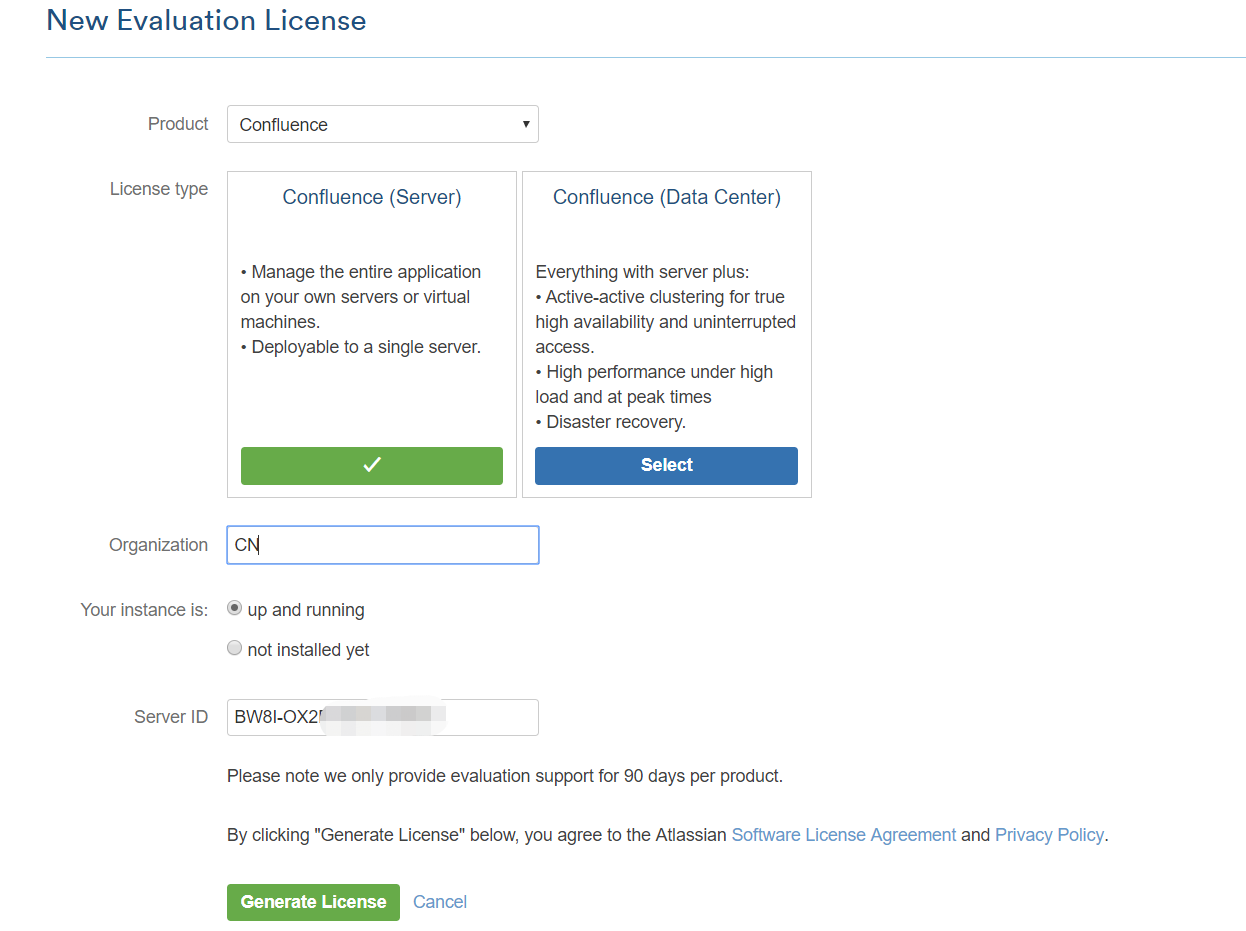 New Evaluation License
Product
Confluence
License type
Confluence (Server)
• Manage the entire application
on your own servers or virtual
machines.
• Deployable to a single server.
Confluence (Data Center)
Everything with server plus:
• Active-active clustering for true
high availability and uninterrupted
access.
• High performance under high
load and at peak times
• Disaster recovery.
Select
Organization
CN
Your instance is:
up and running
not installed yet
Server ID
BW8I-OX2
Please note we only provide evaluation support for 90 days per product.
By clicking "Generate License" below, you agree to the Atlassian Software License Agreement and Privacy Policy.
Generate License
Cancel